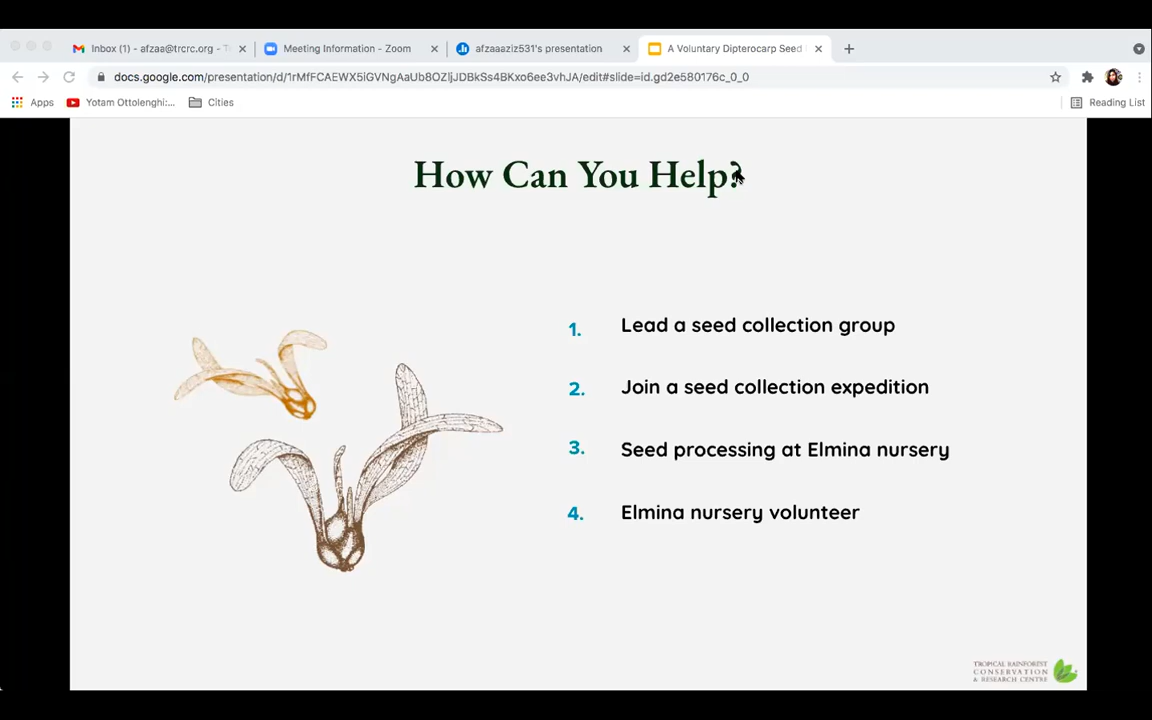 Inbox (1) - afzaa@trcrc.org - T
Meeting Information - Zoom
afzaaaziz531's presentation
A Voluntary Dipterocarp Seed
docs.google.com/presentation/d/1rMfFCAEWX5iGVNgAaUb8OZljJDBkSs4BKxo6ee3vhJA/edit#slide=id.gd2e580176c_0_0
Apps
Yotam Ottolenghi:...
Cities
Reading List
How Can You Help?
1. Lead a seed collection group
2. Join a seed collection expedition
3. Seed processing at Elmina nursery
4. Elmina nursery volunteer
TROPICAL RAINFOREST
CONSERVATION
& RESEARCH CENTRE